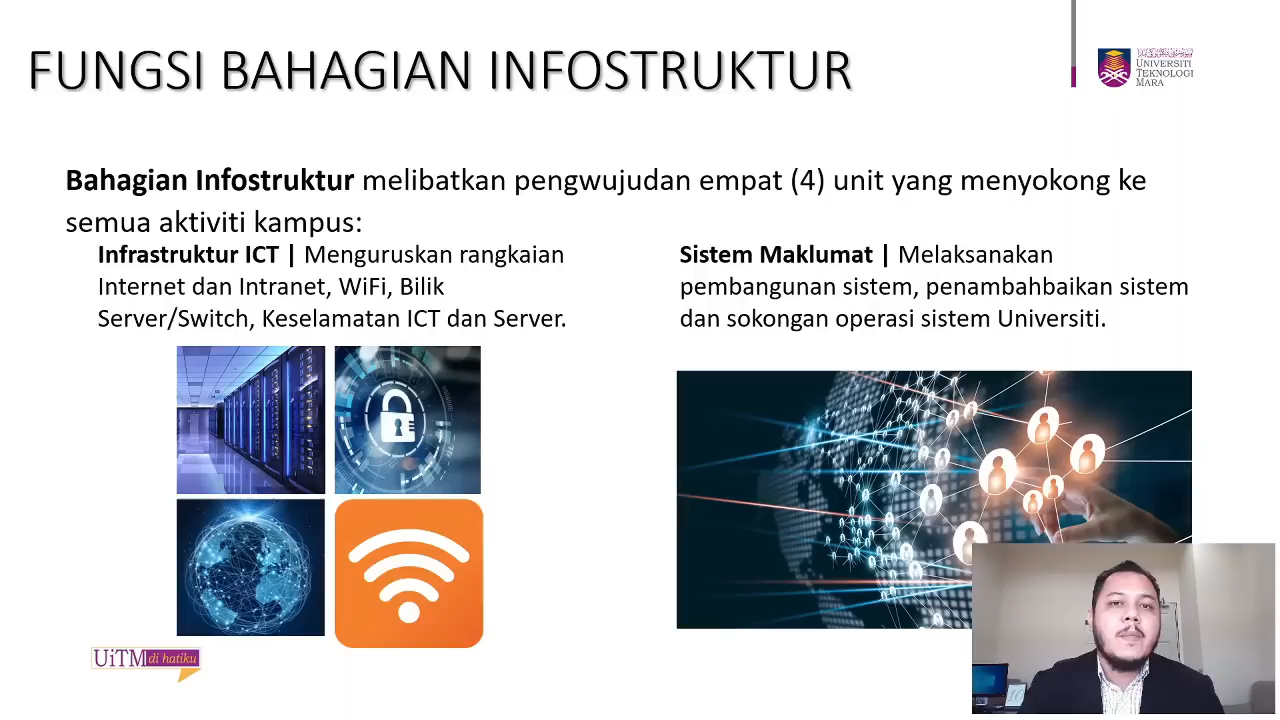 FUNGSI BAHAGIAN INFOSTRUKTUR
UNIVERSITI
TEKNOLOGI
MARA
Bahagian Infostruktur melibatkan pengwujudan empat (4) unit yang menyokong ke
semua aktiviti kampus:
Infrastruktur ICT | Menguruskan rangkaian
Internet dan Intranet, WiFi, Bilik
Server/Switch, Keselamatan ICT dan Server.
Sistem Maklumat | Melaksanakan
pembangunan sistem, penambahbaikan sistem
dan sokongan operasi sistem Universiti.
UiTM di hatiku